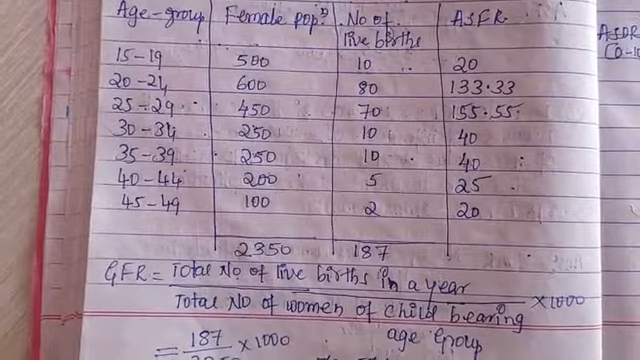 Age-group Female popn. No of. live births ASFR
15-19 500 10 20
20-24 600 80 133.33
25-29 450 70 155.55
30-34 250 10 40
35-39 250 10 40
40-44 200 5 25
45-49 100 2 20
2350 187
GFR = Total No of live births in a year
Total No of women of child bearing age group × 1000
= 187 × 1000
ASDR